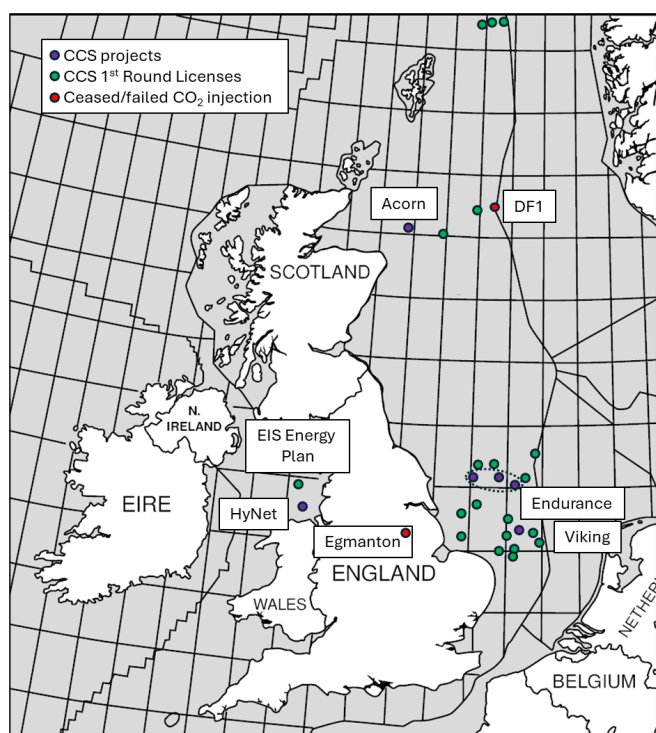 CCS projects
CCS 1st Round Licenses
Ceased/failed CO2 injection
Acorn
DF1
SCOTLAND
N.
IRELAND
EIS Energy
Plan
EIRE
HyNet
Endurance
Egmanton
Viking
ENGLAND
WALES
NETHER
BELGIUM